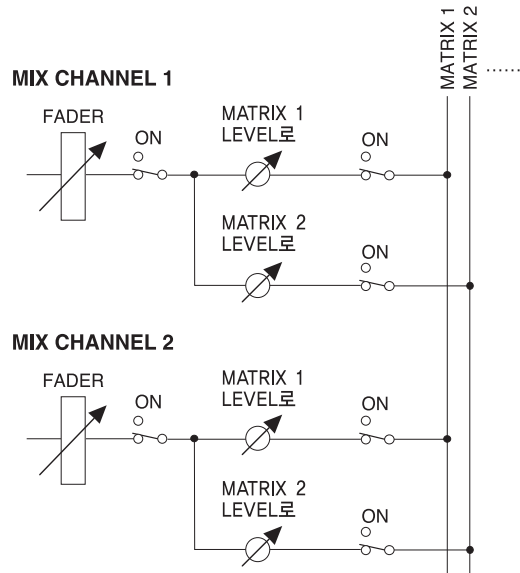 MATRIX 1
MATRIX 2
......
MIX CHANNEL 1
FADER
ON
MATRIX 1
LEVEL로
ON
MATRIX 2
LEVEL로
ON
MIX CHANNEL 2
FADER
ON
MATRIX 1
LEVEL로
ON
MATRIX 2
LEVEL로
ON